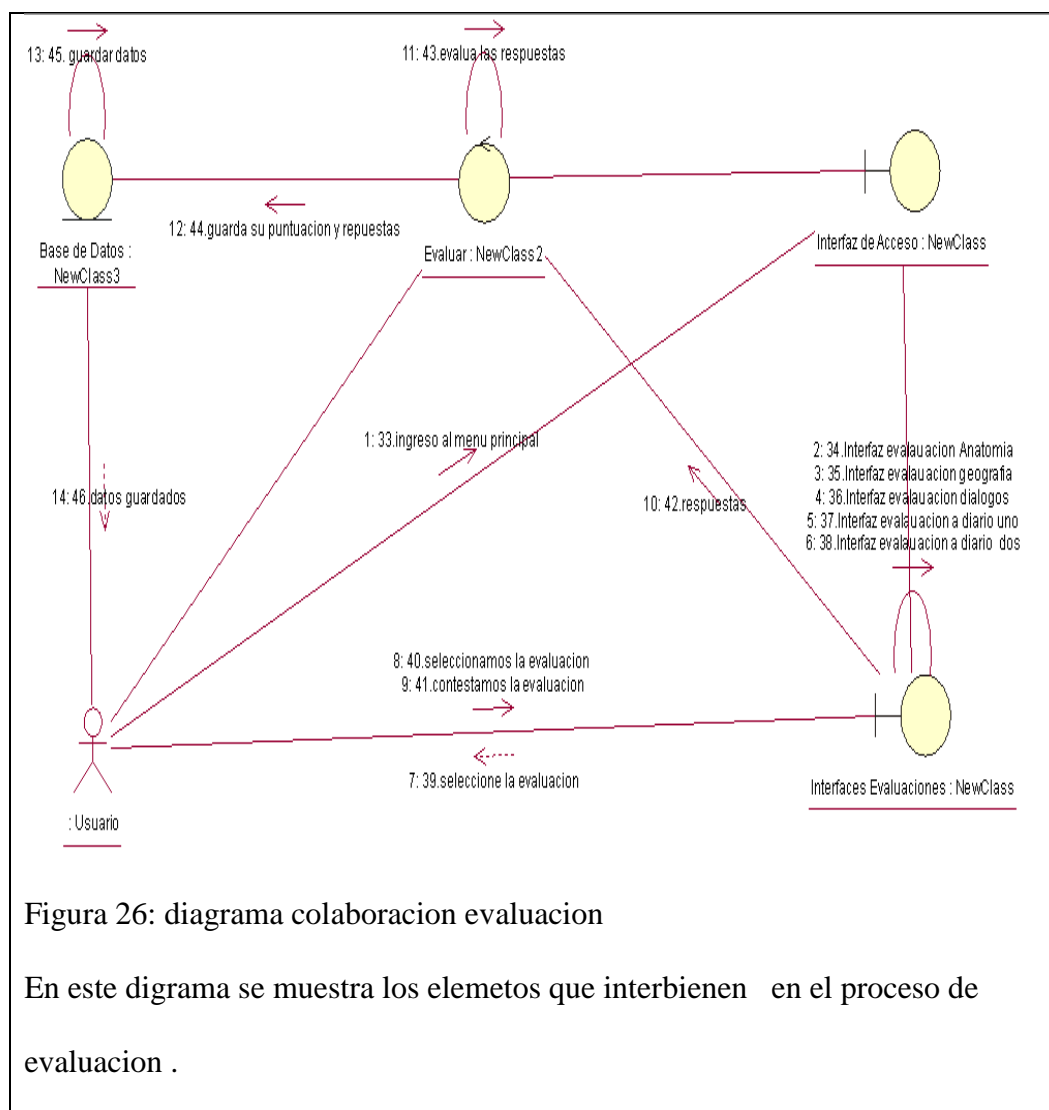 13: 45. guardar datos
11: 43.evalua las respuestas
12: 44.guarda su puntuacion y repuestas
Base de Datos :
NewClass3
Evaluar : NewClass2
Interfaz de Acceso : NewClass
1: 33.ingreso al menu principal
2: 34.Interfaz evalauacion Anatomia
3: 35.Interfaz evaluacion geografia
4: 36.Interfaz evaluacion dialogos
5: 37.Interfaz evalauacion a diario uno
6: 38.Interfaz evalauacion a diario dos
14: 46.datos guardados
10: 42.respuestas
8: 40.seleccionamos la evaluacion
9: 41.contestamos la evaluacion
7: 39.seleccione la evaluacion
Interfaces Evaluaciones : NewClass
: Usuario
Figura 26: diagrama colaboracion evaluacion
En este digrama se muestra los elemetos que interbienen en el proceso de
evaluacion .